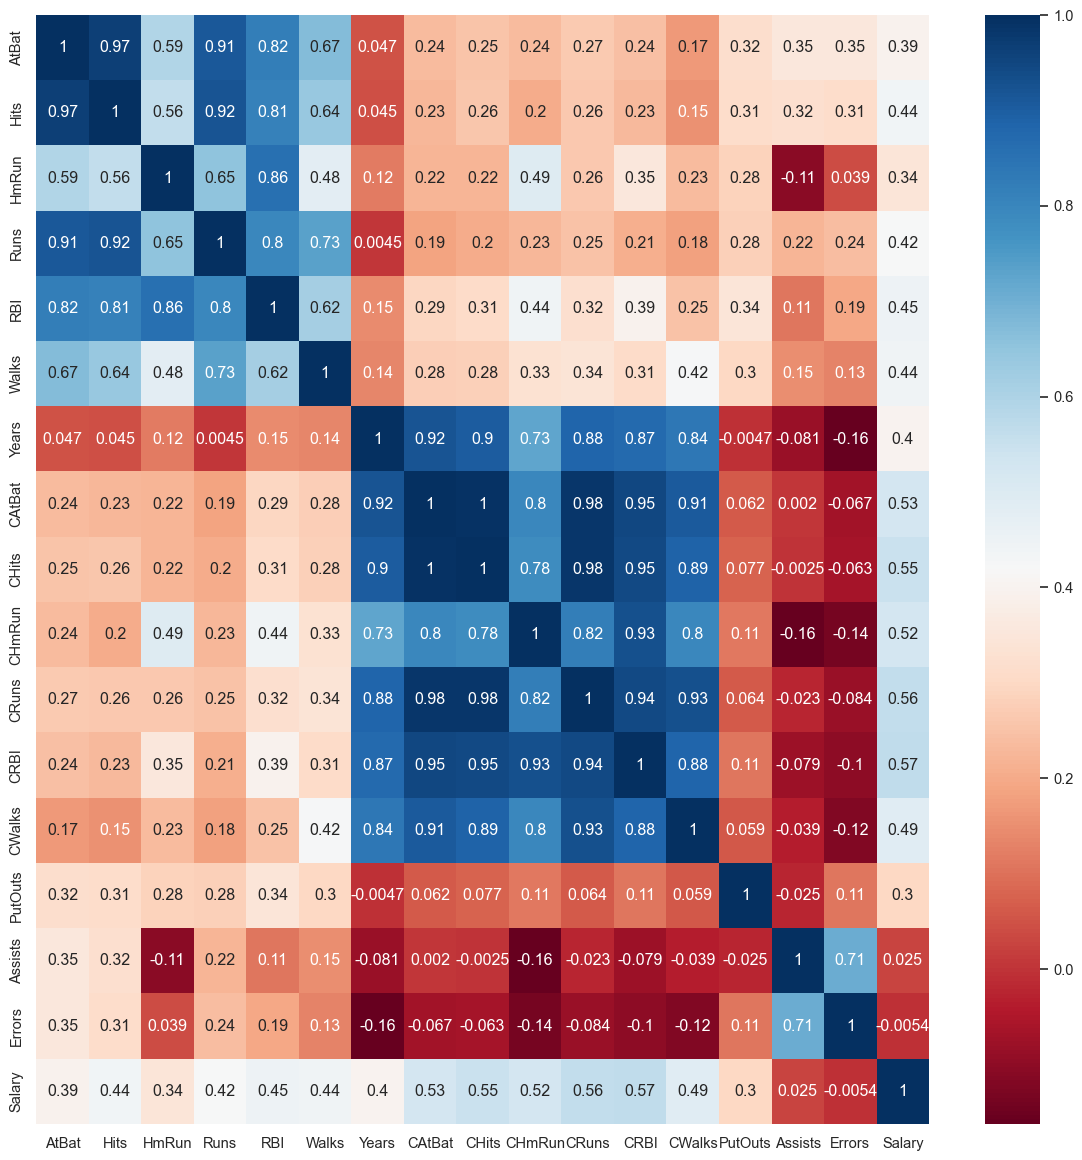 AtBat 1 0.97 0.59 0.91 0.82 0.67 0.047 0.24 0.25 0.24 0.27 0.24 0.17 0.32 0.35 0.35 0.39
Hits 0.97 1 0.56 0.92 0.81 0.64 0.045 0.23 0.26 0.2 0.26 0.23 0.15 0.31 0.32 0.31 0.44
HmRun 0.59 0.56 1 0.65 0.86 0.48 0.12 0.22 0.22 0.49 0.26 0.35 0.23 0.28 -0.11 0.039 0.34
Runs 0.91 0.92 0.65 1 0.8 0.73 0.0045 0.19 0.2 0.23 0.25 0.21 0.18 0.28 0.22 0.24 0.42
RBI 0.82 0.81 0.86 0.8 1 0.62 0.15 0.29 0.31 0.44 0.32 0.39 0.25 0.34 0.11 0.19 0.45
Walks 0.67 0.64 0.48 0.73 0.62 1 0.14 0.28 0.28 0.33 0.34 0.31 0.42 0.3 0.15 0.13 0.44
Years 0.047 0.045 0.12 0.0045 0.15 0.14 1 0.92 0.9 0.73 0.88 0.87 0.84 -0.0047 -0.081 -0.16 0.4
CAtBat 0.24 0.23 0.22 0.19 0.29 0.28 0.92 1 1 0.8 0.98 0.95 0.91 0.062 0.002 -0.067 0.53
CHits 0.25 0.26 0.22 0.2 0.31 0.28 0.9 1 1 0.78 0.98 0.95 0.89 0.077 -0.0025 -0.063 0.55
CHmRun 0.24 0.2 0.49 0.23 0.44 0.33 0.73 0.8 0.78 1 0.82 0.93 0.8 0.11 -0.16 -0.14 0.52
CRuns 0.27 0.26 0.26 0.25 0.32 0.34 0.88 0.98 0.98 0.82 1 0.94 0.93 0.064 -0.023 -0.084 0.56
CRBI 0.24 0.23 0.35 0.21 0.39 0.31 0.87 0.95 0.95 0.93 0.94 1 0.88 0.11 -0.079 -0.1 0.57
CWalks 0.17 0.15 0.23 0.18 0.25 0.42 0.84 0.91 0.89 0.8 0.93 0.88 1 0.059 -0.039 -0.12 0.49
PutOuts 0.32 0.31 0.28 0.28 0.34 0.3 -0.0047 0.062 0.077 0.11 0.064 0.11 0.059 1 -0.025 0.11 0.3
Assists 0.35 0.32 -0.11 0.22 0.11 0.15 -0.081 0.002 -0.0025 -0.16 -0.023 -0.079 -0.039 -0.025 1 0.71 0.025
Errors 0.35 0.31 0.039 0.24 0.19 0.13 -0.16 -0.067 -0.063 -0.14 -0.084 -0.1 -0.12 0.11 0.71 1 -0.0054
Salary 0.39 0.44 0.34 0.42 0.45 0.44 0.4 0.53 0.55 0.52 0.56 0.57 0.49 0.3 0.025 -0.0054 1
AtBat Hits HmRun Runs RBI Walks Years CAtBat CHits CHmRun CRuns CRBI CWalks PutOuts Assists Errors Salary
1.0
0.8
0.6
0.4
0.2
0.0